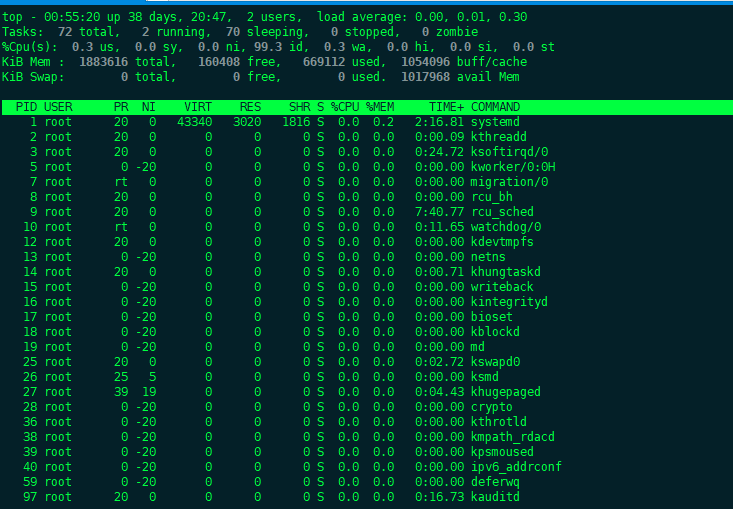 top - 00:55:20 up 38 days, 20:47,  2 users,  load average: 0.00, 0.01, 0.30
Tasks:  72 total,   2 running,  70 sleeping,   0 stopped,   0 zombie
%Cpu(s):  0.3 us,  0.0 sy,  0.0 ni, 99.3 id,  0.3 wa,  0.0 hi,  0.0 si,  0.0 st
KiB Mem :  1883616 total,   160408 free,   669112 used,  1054096 buff/cache
KiB Swap:        0 total,        0 free,        0 used.  1017968 avail Mem
PID USER      PR  NI    VIRT    RES    SHR S %CPU %MEM     TIME+ COMMAND
1 root      20   0   43340   3020   1816 S  0.0  0.2   2:16.81 systemd
2 root      20   0       0      0      0 S  0.0  0.0   0:00.09 kthreadd
3 root      20   0       0      0      0 S  0.0  0.0   0:24.72 ksoftirqd/0
5 root       0 -20       0      0      0 S  0.0  0.0   0:00.00 kworker/0:0H
7 root      rt   0       0      0      0 S  0.0  0.0   0:00.00 migration/0
8 root      20   0       0      0      0 S  0.0  0.0   0:00.00 rcu_bh
9 root      20   0       0      0      0 S  0.0  0.0   7:40.77 rcu_sched
10 root      rt   0       0      0      0 S  0.0  0.0   0:11.65 watchdog/0
12 root      20   0       0      0      0 S  0.0  0.0   0:00.00 kdevtmpfs
13 root       0 -20       0      0      0 S  0.0  0.0   0:00.00 netns
14 root      20   0       0      0      0 S  0.0  0.0   0:00.71 khungtaskd
15 root       0 -20       0      0      0 S  0.0  0.0   0:00.00 writeback
16 root       0 -20       0      0      0 S  0.0  0.0   0:00.00 kintegrityd
17 root       0 -20       0      0      0 S  0.0  0.0   0:00.00 bioset
18 root       0 -20       0      0      0 S  0.0  0.0   0:00.00 kblockd
19 root       0 -20       0      0      0 S  0.0  0.0   0:00.00 md
25 root      20   0       0      0      0 S  0.0  0.0   0:02.72 kswapd0
26 root      25   5       0      0      0 S  0.0  0.0   0:00.00 ksmd
27 root      39  19       0      0      0 S  0.0  0.0   0:04.43 khugepaged
28 root       0 -20       0      0      0 S  0.0  0.0   0:00.00 crypto
36 root       0 -20       0      0      0 S  0.0  0.0   0:00.00 kthrotld
38 root       0 -20       0      0      0 S  0.0  0.0   0:00.00 kmpath_rdacd
39 root       0 -20       0      0      0 S  0.0  0.0   0:00.00 kpsmoused
40 root       0 -20       0      0      0 S  0.0  0.0   0:00.00 ipv6_addrconf
59 root       0 -20       0      0      0 S  0.0  0.0   0:00.00 deferwq
97 root      20   0       0      0      0 S  0.0  0.0   0:16.73 kauditd